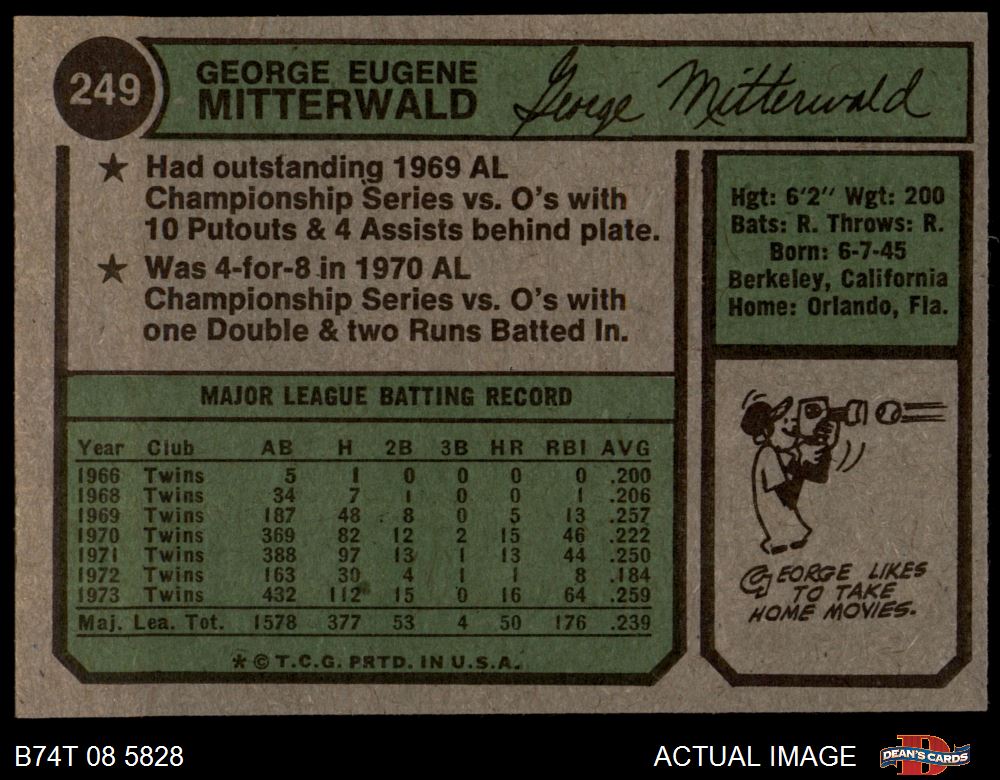 249
GEORGE EUGENE
MITTERWALD
George Mitterwald
★ Had outstanding 1969 AL
Championship Series vs. O's with
10 Putouts & 4 Assists behind plate.
★ Was 4-for-8 in 1970 AL
Championship Series vs. O's with
one Double & two Runs Batted In.
Hgt: 6'2" Wgt: 200
Bats: R. Throws: R.
Born: 6-7-45
Berkeley, California
Home: Orlando, Fla.
MAJOR LEAGUE BATTING RECORD
Year Club AB H 2B 3B HR RBI AVG
1966 Twins 5 1 0 0 0 0 .200
1968 Twins 34 7 1 0 0 1 .206
1969 Twins 187 48 8 0 5 13 .257
1970 Twins 369 82 12 2 15 46 .222
1971 Twins 388 97 13 1 13 44 .250
1972 Twins 163 30 4 1 1 8 .184
1973 Twins 432 112 15 0 16 64 .259
Maj. Lea. Tot. 1578 377 53 4 50 176 .239
* © T.C.G. PRTD. IN U.S.A.
GEORGE LIKES
TO TAKE
HOME MOVIES.
B74T 08 5828
ACTUAL IMAGE
DEAN'S CARDS